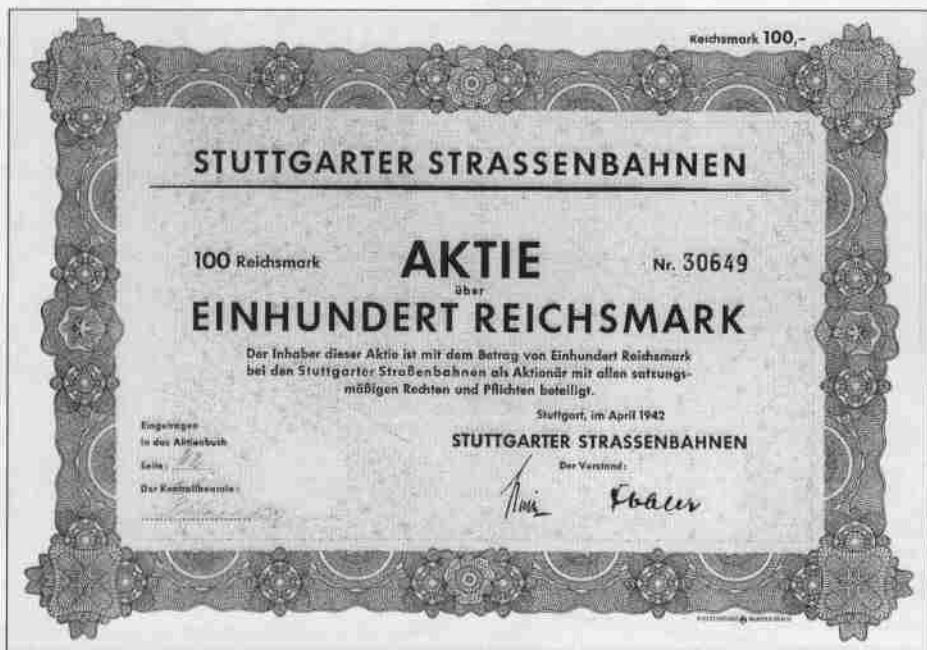 Reichsmark 100,-
STUTTGARTER STRASSENBAHNEN
100 Reichsmark
AKTIE
Nr. 30649
über
EINHUNDERT REICHSMARK
Der Inhaber dieser Aktie ist mit dem Betrag von Einhundert Reichsmark
bei den Stuttgarter Straßenbahnen als Aktionär mit allen satzungs-
mäßigen Rechten und Pflichten beteiligt.
Stuttgart, im April 1942
STUTTGARTER STRASSENBAHNEN
Der Vorstand:
Eingetragen
in das Aktienbuch
Seite:
Der Kontrollbeamte: